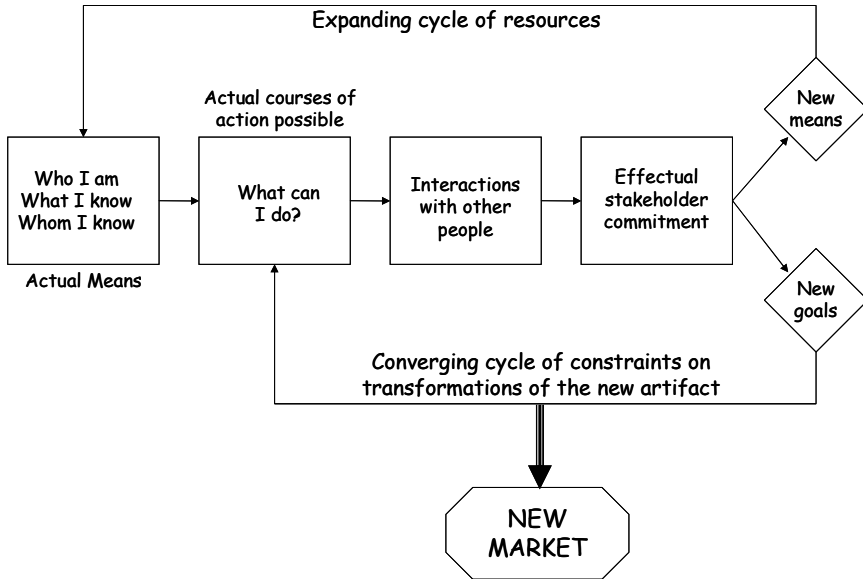 Expanding cycle of resources
Actual courses of
action possible
New
means
Who I am
What I know
Whom I know
What can
I do?
Interactions
with other
people
Effectual
stakeholder
commitment
Actual Means
New
goals
Converging cycle of constraints on
transformations of the new artifact
NEW
MARKET